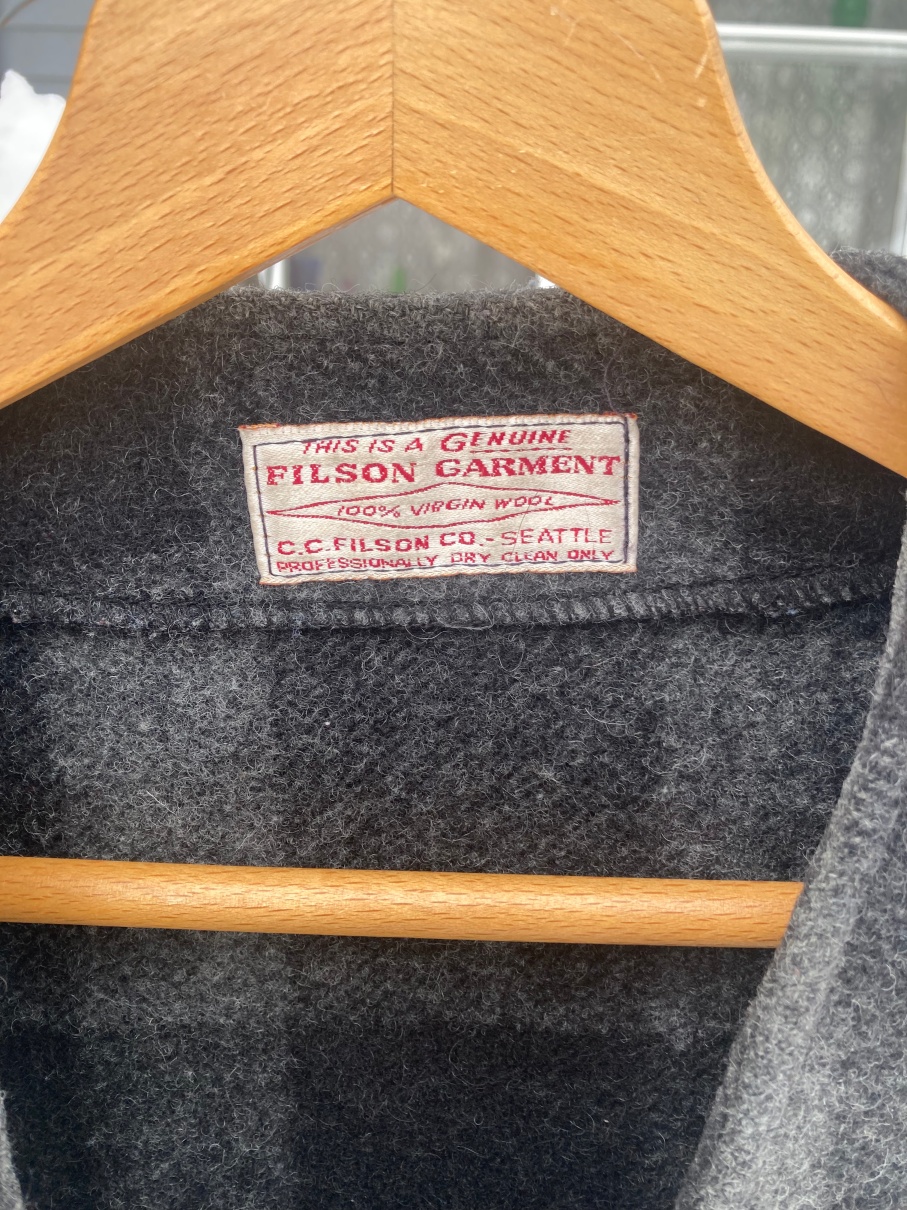 THIS IS A GENUINE
FILSON GARMENT
100% VIRGIN WOOL
C.C. FILSON CO. - SEATTLE
PROFESSIONALLY DRY CLEAN ONLY